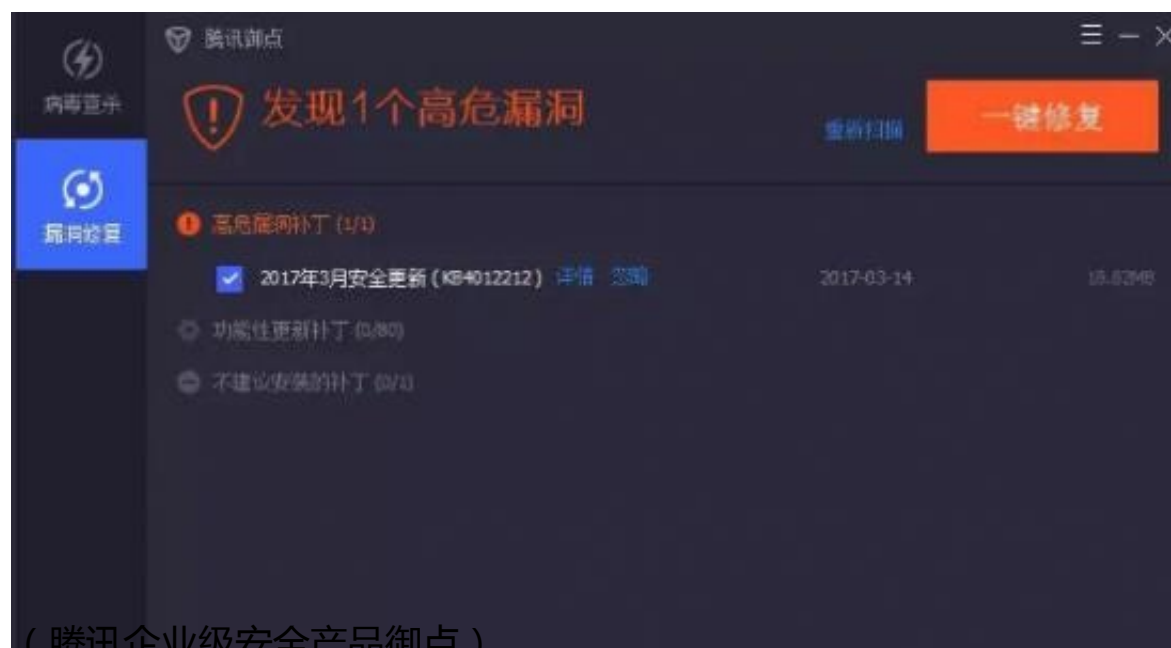 腾讯御点
病毒查杀
发现1个高危漏洞
重新扫描
一键修复
漏洞修复
高危漏洞补丁 (1/1)
2017年3月安全更新 ( KB4012212 ) 详情 忽略 2017-03-14
功能性更新补丁 (0/80)
不建议安装的补丁 (0/1)
( 腾讯企业级安全产品御点 )